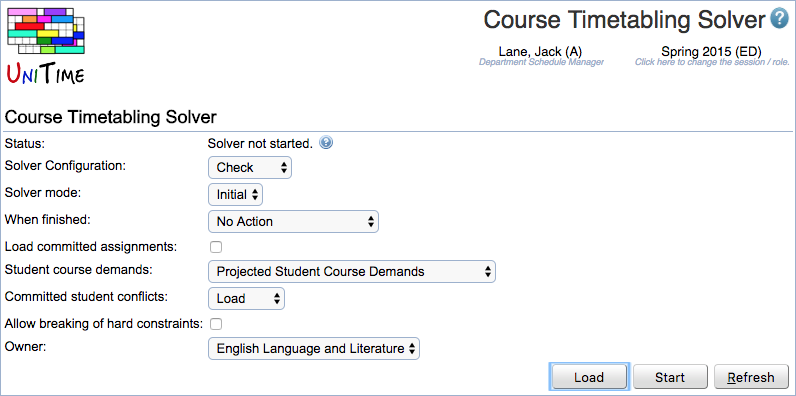 Course Timetabling Solver ?
UNITIME
Lane, Jack (A) Spring 2015 (ED)
Department Schedule Manager Click here to change the session / role.
Course Timetabling Solver
Status: Solver not started. ?
Solver Configuration: Check
Solver mode: Initial
When finished: No Action
Load committed assignments:
Student course demands: Projected Student Course Demands
Committed student conflicts: Load
Allow breaking of hard constraints:
Owner: English Language and Literature
Load Start Refresh